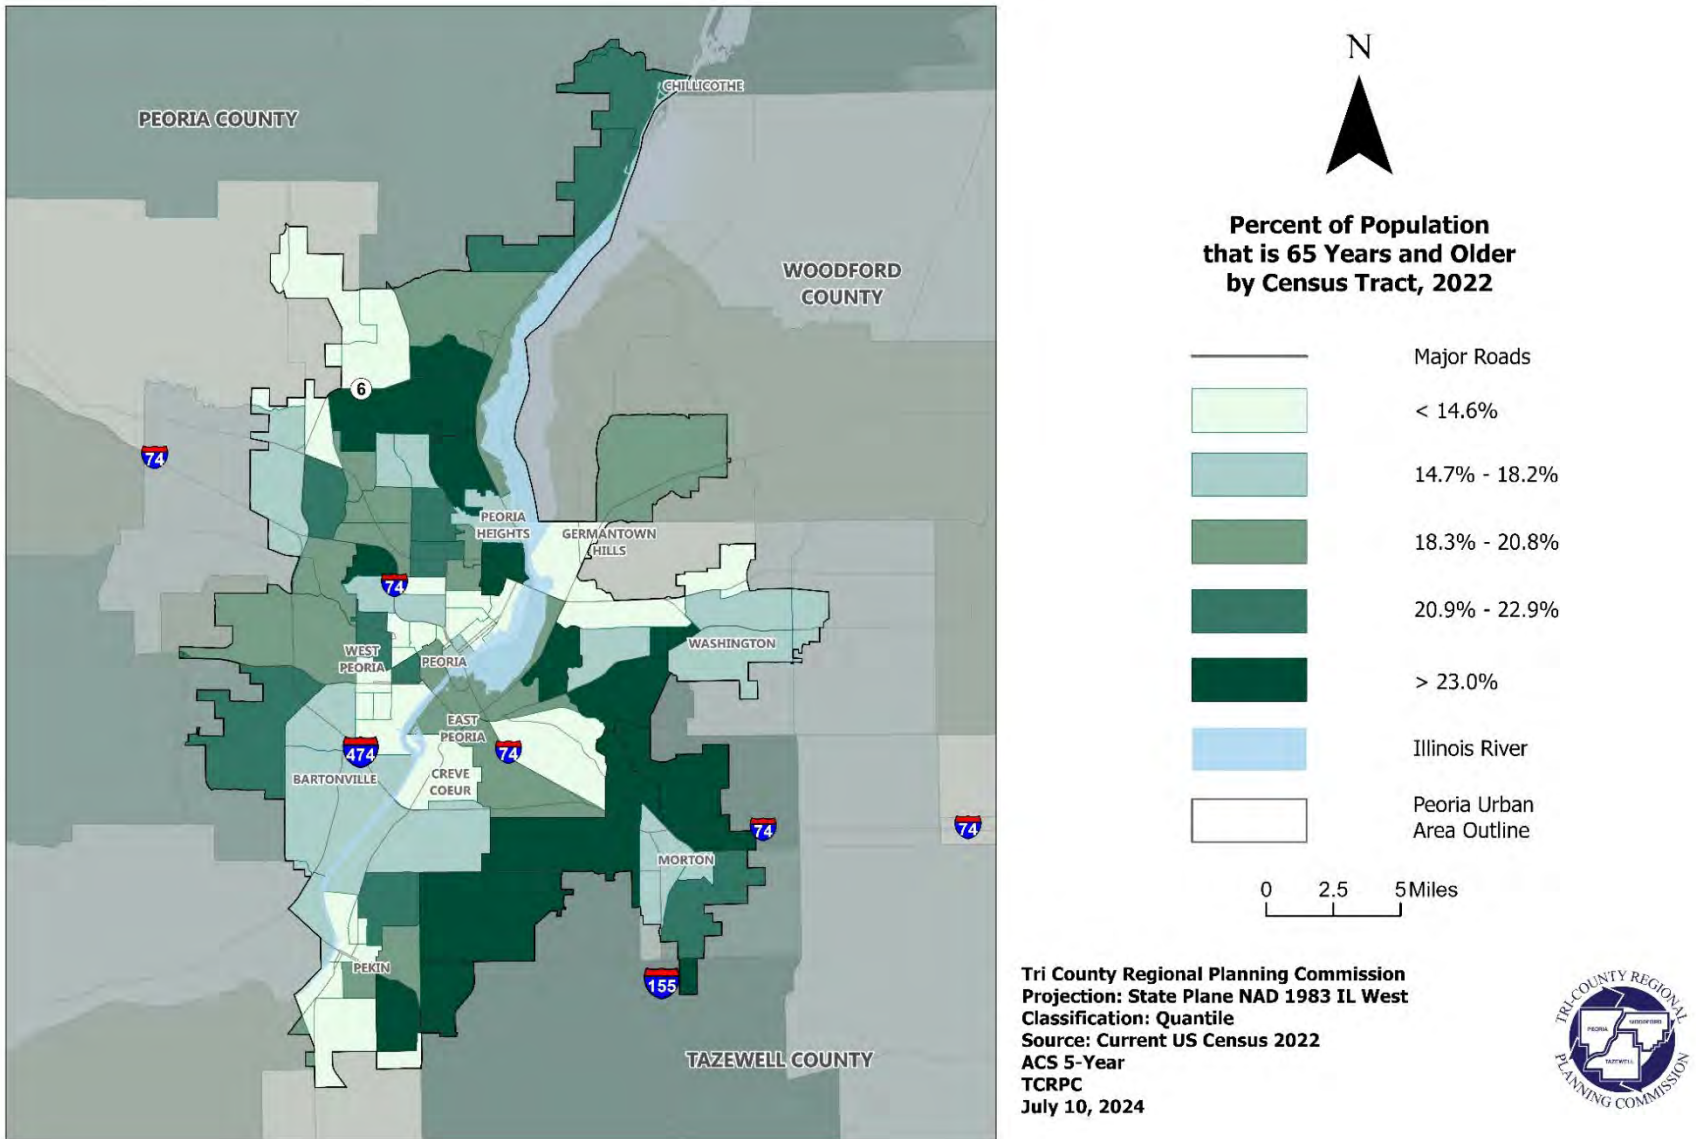 CHILLICOTHE
PEORIA COUNTY
WOODFORD
COUNTY
6
74
PEORIA
HEIGHTS
GERMANTOWN
HILLS
74
WASHINGTON
WEST
PEORIA
PEORIA
EAST
PEORIA
474
74
BARTONVILLE
CREVE
COEUR
74
74
MORTON
PEKIN
155
TAZEWELL COUNTY
N
Percent of Population
that is 65 Years and Older
by Census Tract, 2022
Major Roads
< 14.6%
14.7% - 18.2%
18.3% - 20.8%
20.9% - 22.9%
> 23.0%
Illinois River
Peoria Urban
Area Outline
0 2.5 5 Miles
Tri County Regional Planning Commission
Projection: State Plane NAD 1983 IL West
Classification: Quantile
Source: Current US Census 2022
ACS 5-Year
TCRPC
July 10, 2024
TRI-COUNTY REGIONAL
PEORIA
WOODFORD
TAZEWELL
PLANNING COMMISSION